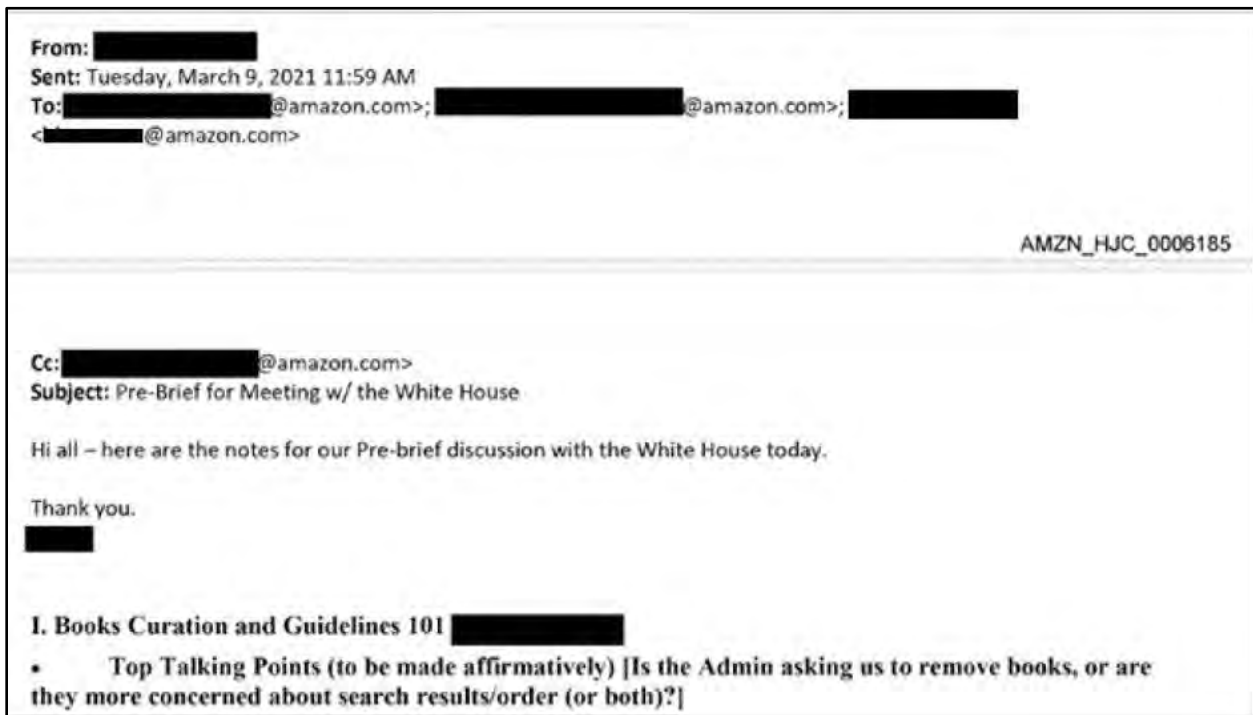 From:
Sent: Tuesday, March 9, 2021 11:59 AM
To: @amazon.com>; @amazon.com>;
< @amazon.com>
AMZN_HJC_0006185
Cc: @amazon.com>
Subject: Pre-Brief for Meeting w/ the White House
Hi all – here are the notes for our Pre-brief discussion with the White House today.
Thank you.
I. Books Curation and Guidelines 101
• Top Talking Points (to be made affirmatively) [Is the Admin asking us to remove books, or are
they more concerned about search results/order (or both)?]